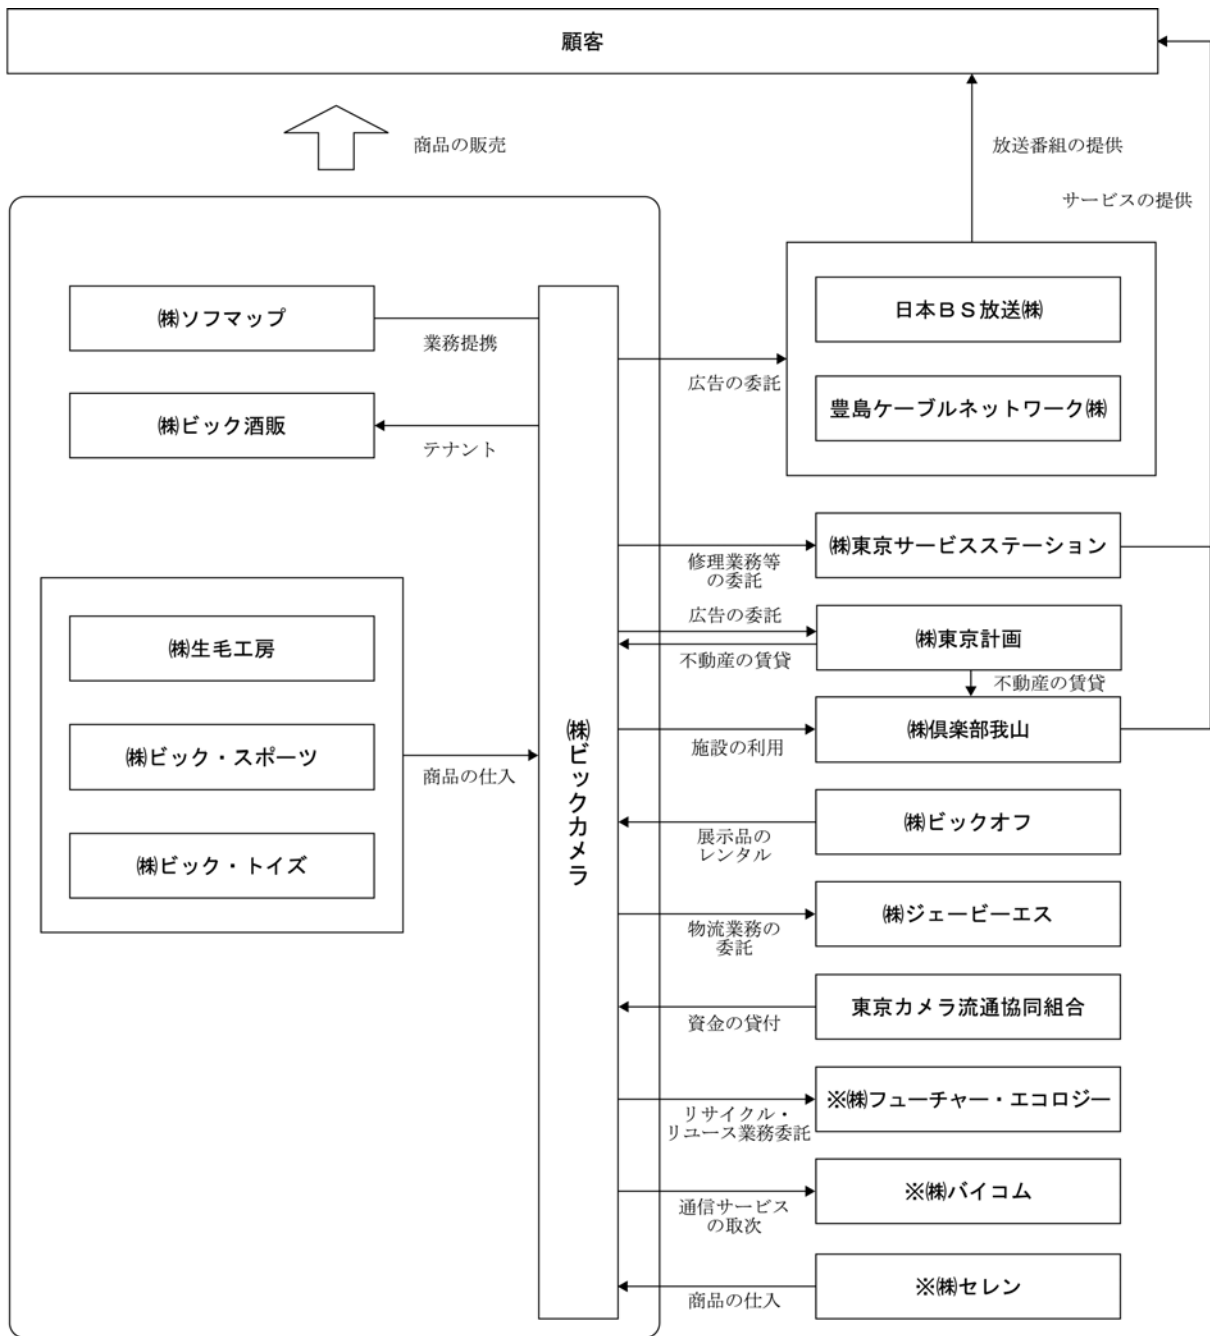 顧客
商品の販売
放送番組の提供
サービスの提供
㈱ソフマップ
業務提携
㈱ビック酒販
テナント
㈱生毛工房
㈱ビック・スポーツ
㈱ビック・トイズ
商品の仕入
㈱ビックカメラ
日本ＢＳ放送㈱
広告の委託
豊島ケーブルネットワーク㈱
㈱東京サービスステーション
修理業務等
の委託
広告の委託
㈱東京計画
不動産の賃貸
不動産の賃貸
㈱倶楽部我山
施設の利用
㈱ビックオフ
展示品の
レンタル
㈱ジェービーエス
物流業務の
委託
東京カメラ流通協同組合
資金の貸付
※㈱フューチャー・エコロジー
リサイクル・
リユース業務委託
※㈱バイコム
通信サービス
の取次
※㈱セレン
商品の仕入